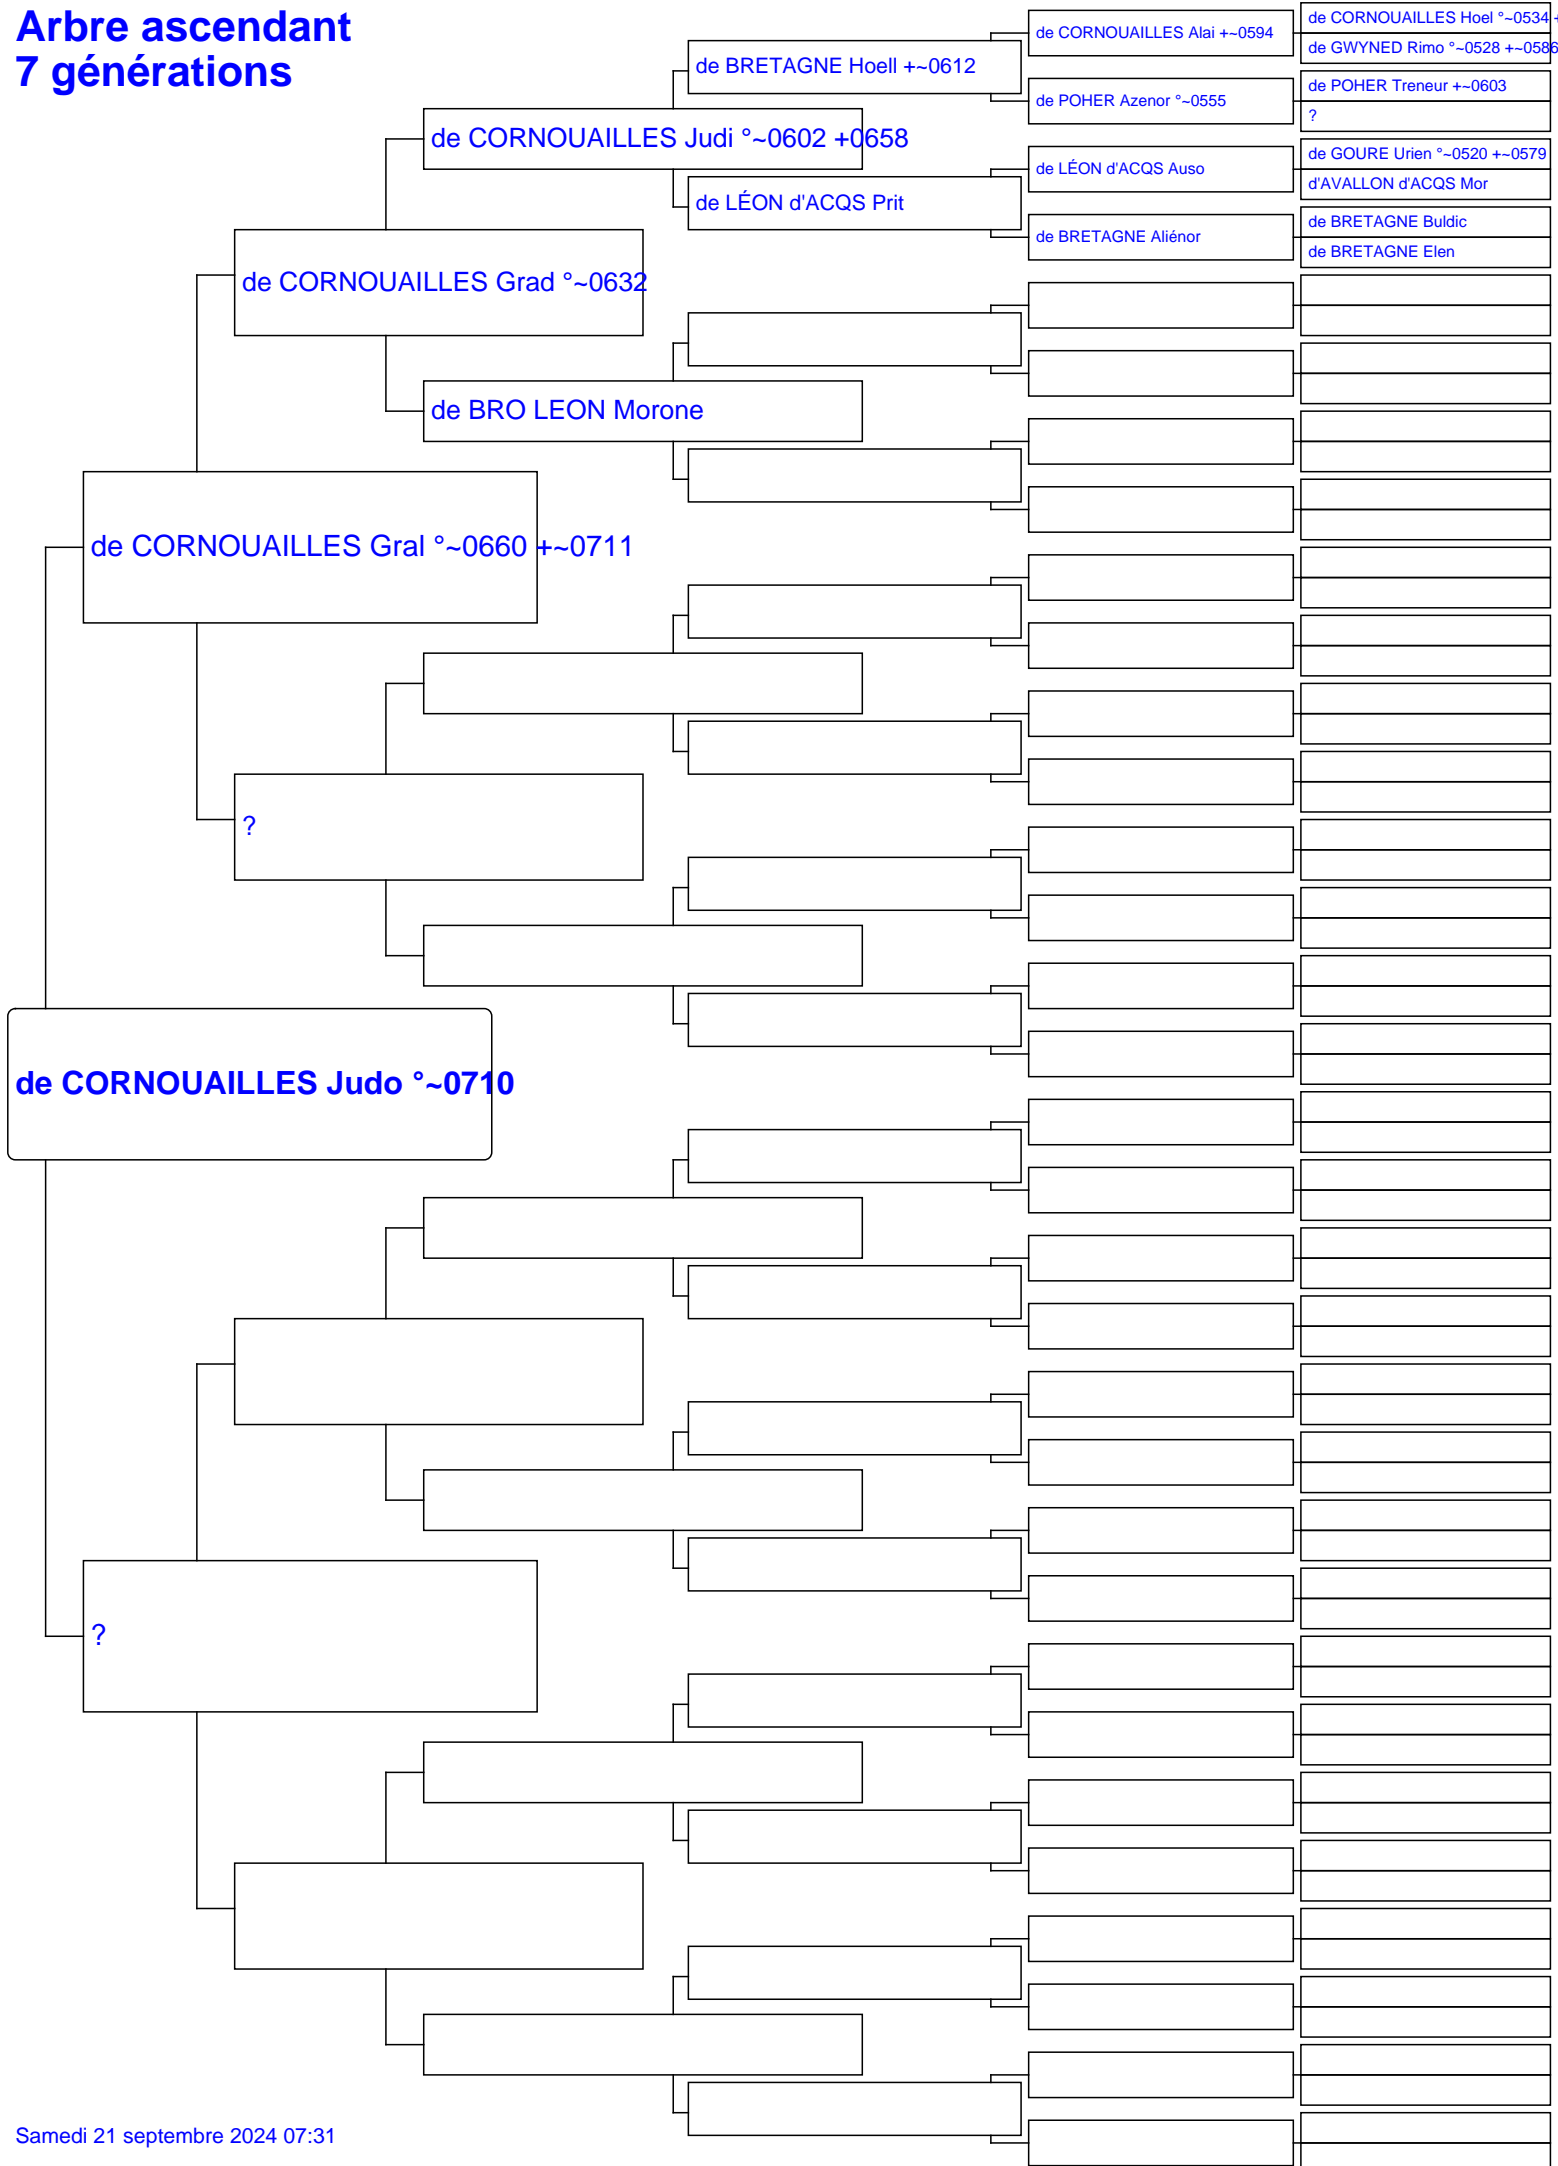 Arbre ascendant
7 générations
de CORNOUAILLES Hoel °~0534 +
de CORNOUAILLES Alai +~0594
de GWYNED Rimo °~0528 +~0586
de BRETAGNE Hoell +~0612
de POHER Treneur +~0603
de POHER Azenor °~0555
?
de CORNOUAILLES Judi °~0602 +0658
de GOURE Urien °~0520 +~0579
de LÉON d'ACQS Auso
d'AVALLON d'ACQS Mor
de LÉON d'ACQS Prit
de BRETAGNE Buldic
de BRETAGNE Aliénor
de BRETAGNE Elen
de CORNOUAILLES Grad °~0632
de BRO LEON Morone
de CORNOUAILLES Gral °~0660 +~0711
?
de CORNOUAILLES Judo °~0710
?
Samedi 21 septembre 2024 07:31